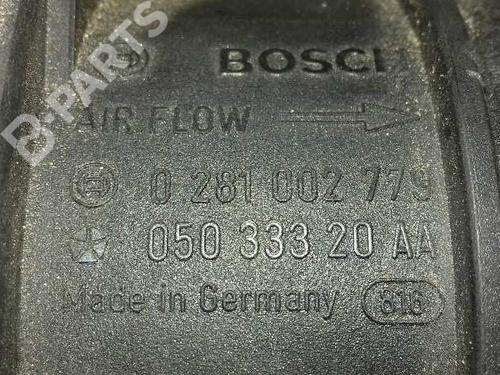 B-PARTS
BOSCH
AIR FLOW
0 281 002 779
050 333 20 AA
Made in Germany 816